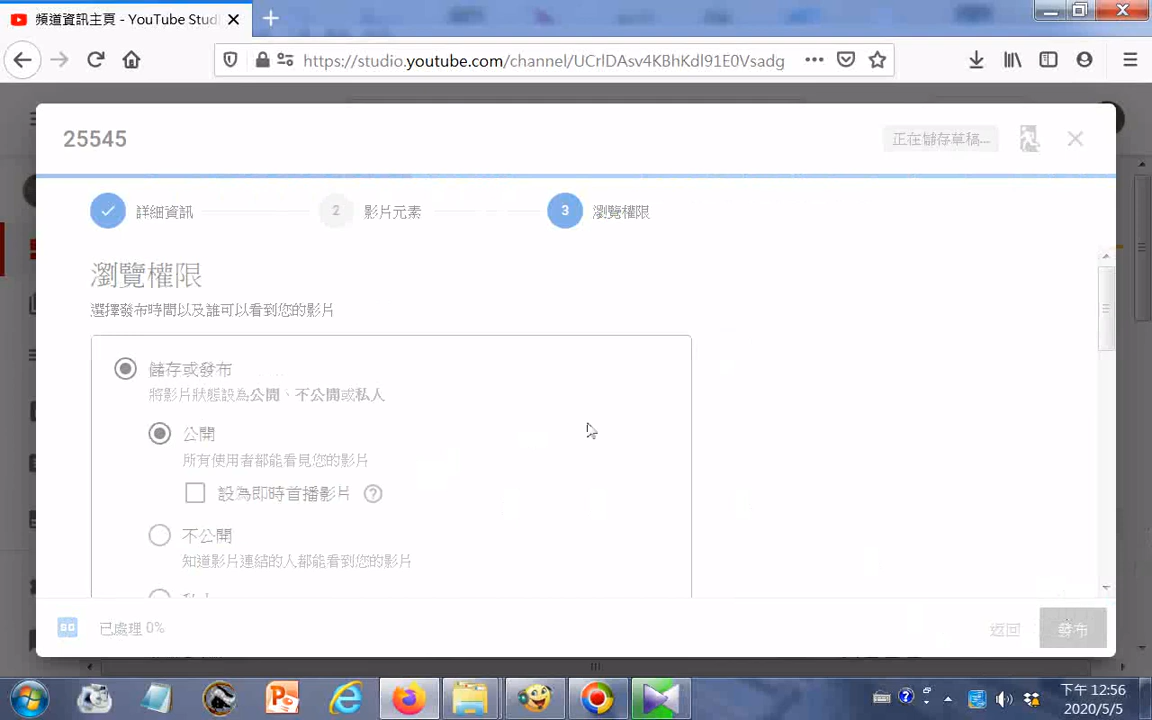 頻道資訊主頁 - YouTube Stud
https://studio.youtube.com/channel/UCrlDAsv4KBhKdl91E0Vsadg
25545
正在儲存草稿...
詳細資訊
2
影片元素
3
瀏覽權限
瀏覽權限
選擇發布時間以及誰可以看到您的影片
儲存或發布
將影片狀態設為公開、不公開或私人
公開
所有使用者都能看見您的影片
設為即時首播影片
不公開
知道影片連結的人都能看到您的影片
已處理 0%
返回
發布
下午 12:56
2020/5/5